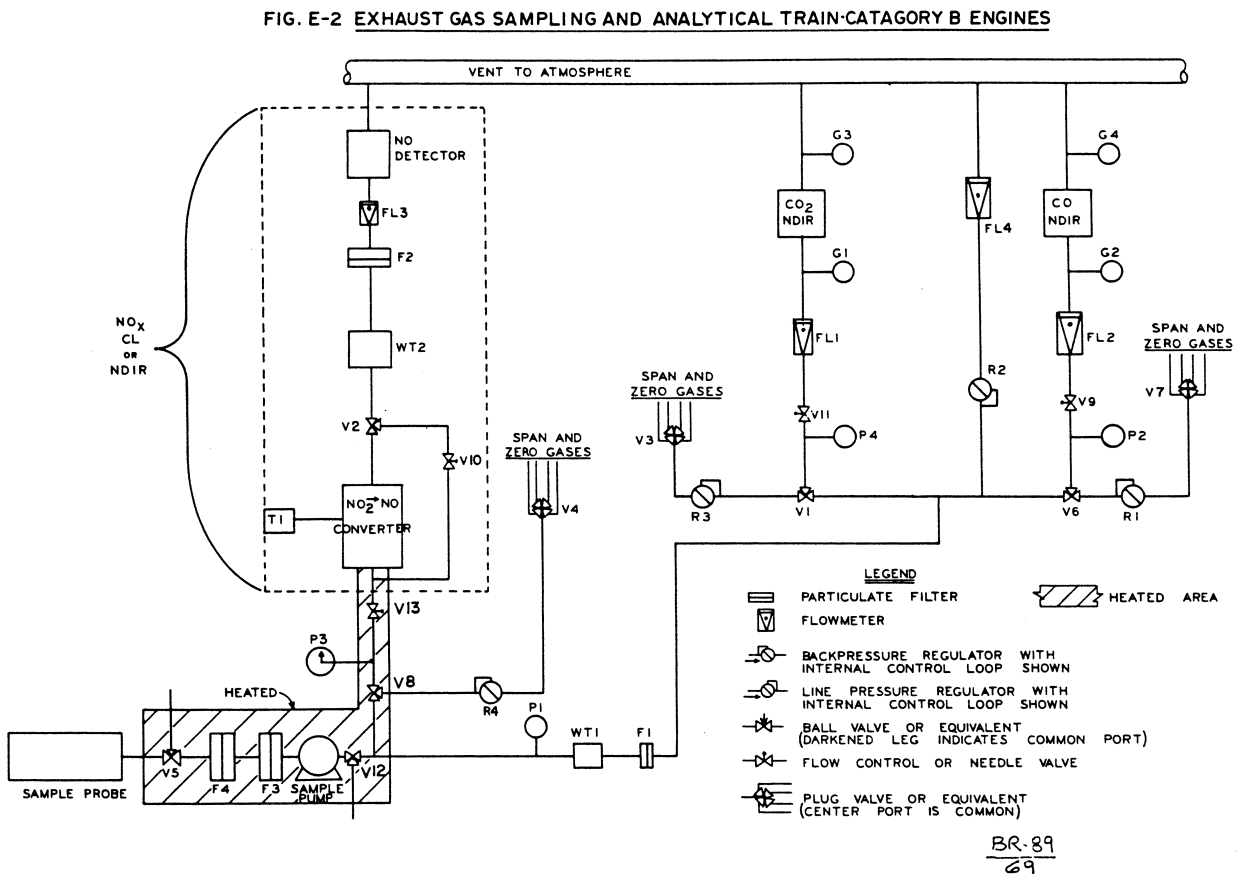 FIG. E-2 EXHAUST GAS SAMPLING AND ANALYTICAL TRAIN-CATAGORY B ENGINES
VENT TO ATMOSPHERE
NO
DETECTOR
FL3
F2
WT2
V2
V10
NOX
CL
OR
NDIR
T1
NO2→NO
CONVERTER
V13
P3
V8
HEATED
R4
SPAN AND
ZERO GASES
V4
P1
WT1
F1
SAMPLE PROBE
V5
F4
F3
SAMPLE
PUMP
V12
G3
CO2
NDIR
G1
FL1
V11
P4
SPAN AND
ZERO GASES
V3
R3
V1
FL4
R2
G4
CO
NDIR
G2
FL2
V9
P2
V6
R1
SPAN AND
ZERO GASES
V7
LEGEND
PARTICULATE FILTER
FLOWMETER
BACKPRESSURE REGULATOR WITH
INTERNAL CONTROL LOOP SHOWN
LINE PRESSURE REGULATOR WITH
INTERNAL CONTROL LOOP SHOWN
BALL VALVE OR EQUIVALENT
(DARKENED LEG INDICATES COMMON PORT)
FLOW CONTROL OR NEEDLE VALVE
PLUG VALVE OR EQUIVALENT
(CENTER PORT IS COMMON)
HEATED AREA
BR-89
69